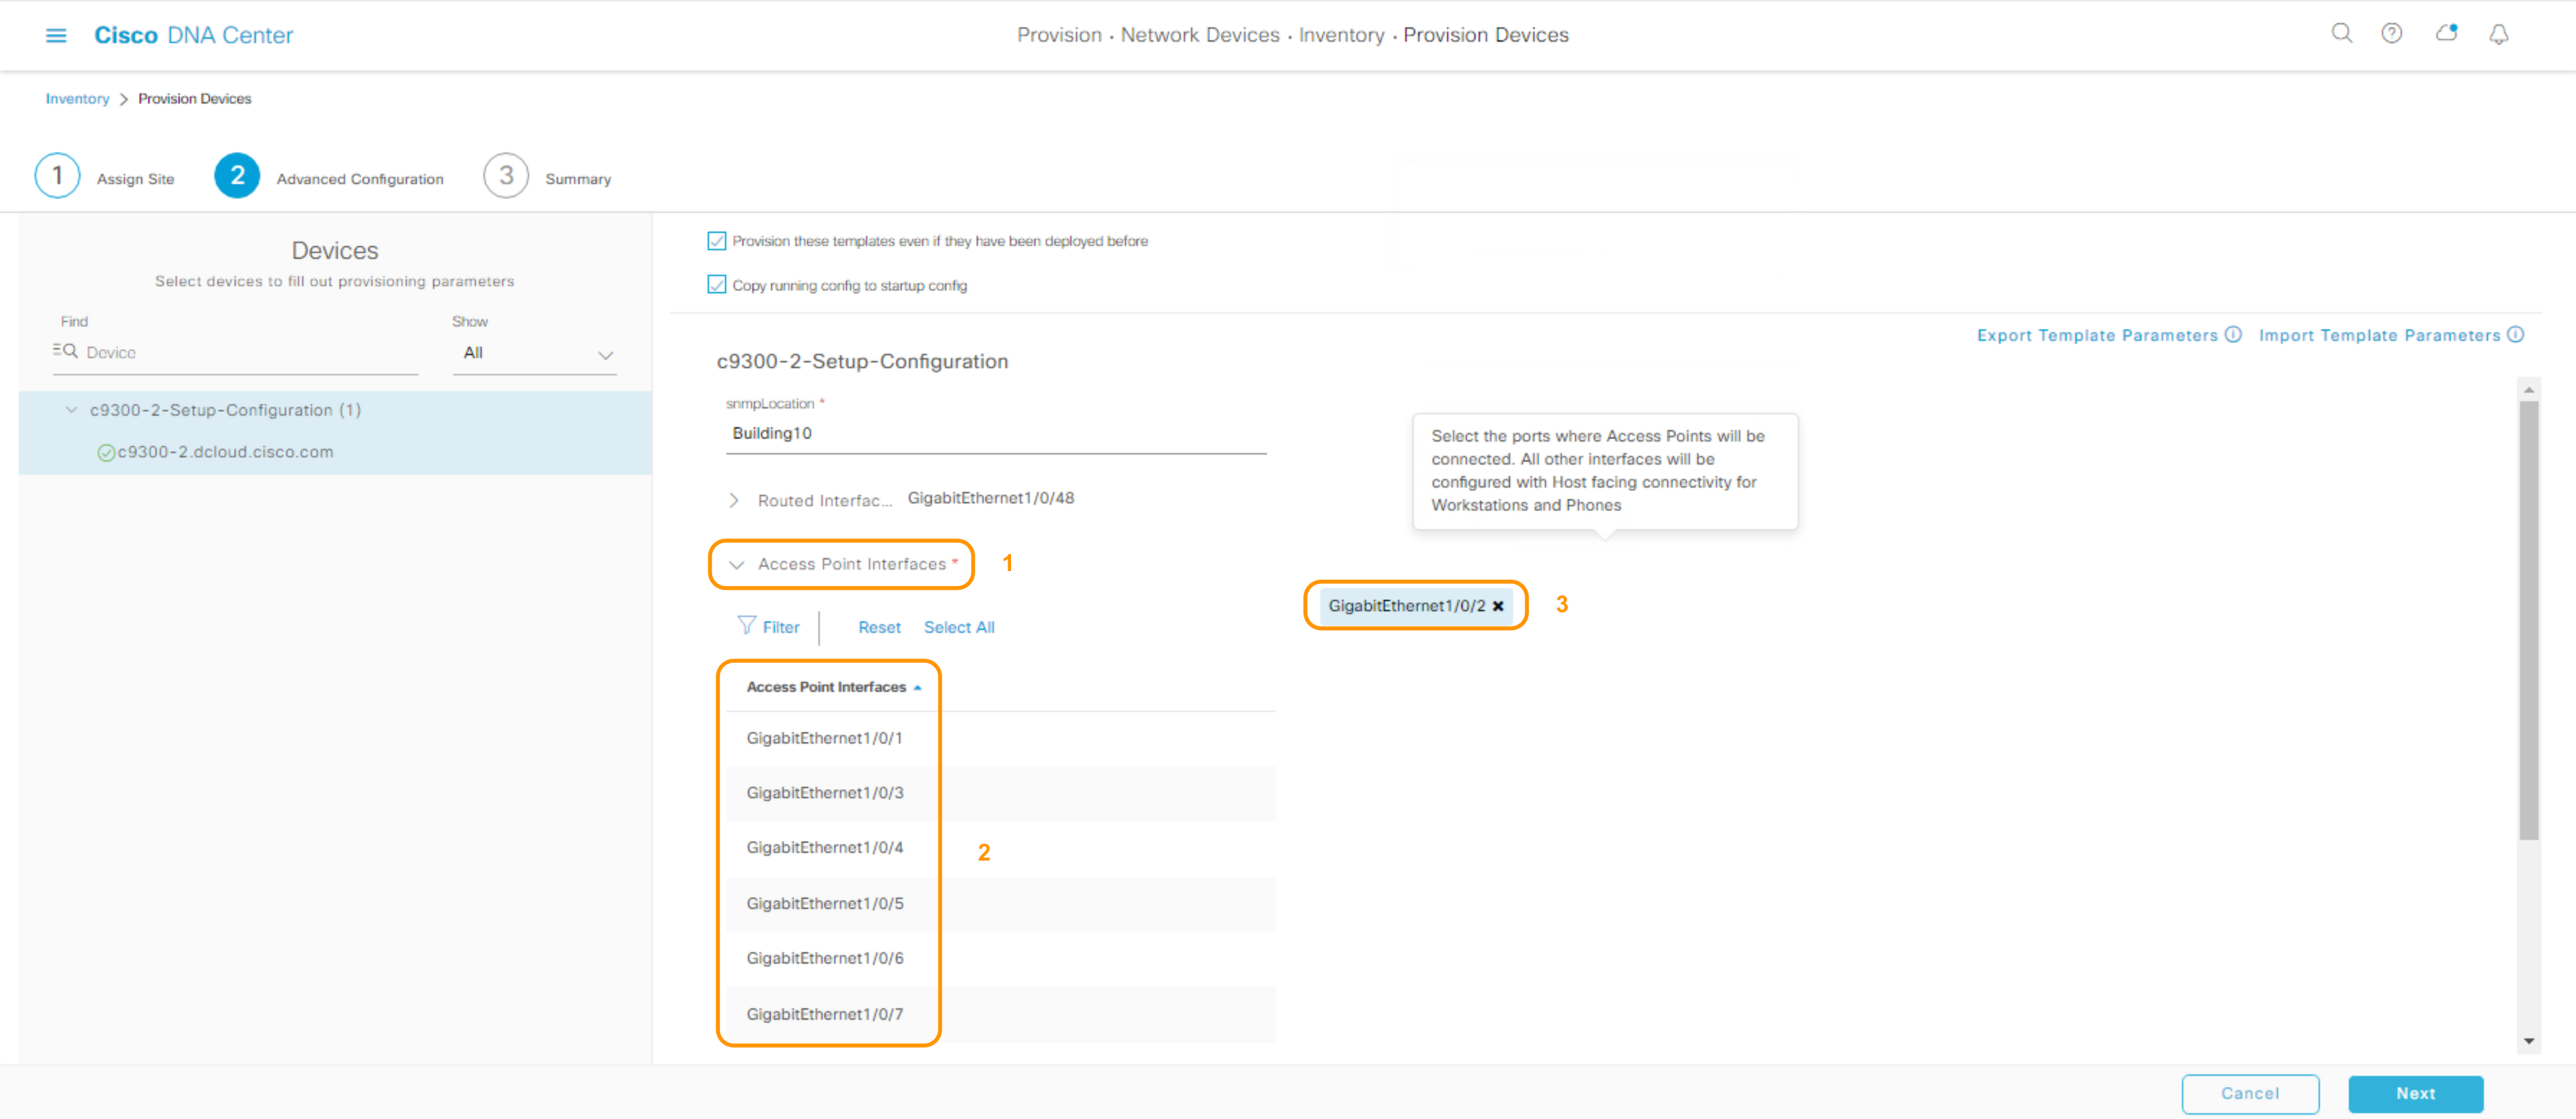 Cisco DNA Center
Provision · Network Devices · Inventory · Provision Devices
Inventory > Provision Devices
1 Assign Site
2 Advanced Configuration
3 Summary
Devices
Select devices to fill out provisioning parameters
Find
Device
Show
All
c9300-2-Setup-Configuration (1)
c9300-2.dcloud.cisco.com
Provision these templates even if they have been deployed before
Copy running config to startup config
Export Template Parameters
Import Template Parameters
c9300-2-Setup-Configuration
snmpLocation *
Building10
Select the ports where Access Points will be
connected. All other interfaces will be
configured with Host facing connectivity for
Workstations and Phones
Routed Interfac... GigabitEthernet1/0/48
Access Point Interfaces *
1
GigabitEthernet1/0/2 ×
3
Filter
Reset
Select All
Access Point Interfaces
GigabitEthernet1/0/1
GigabitEthernet1/0/3
GigabitEthernet1/0/4
GigabitEthernet1/0/5
GigabitEthernet1/0/6
GigabitEthernet1/0/7
2
Cancel
Next